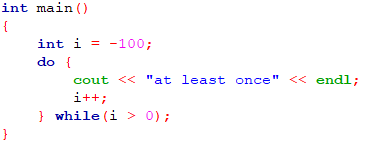 int main()
{
    int i = -100;
    do {
        cout << "at least once" << endl;
        i++;
    } while(i > 0);
}